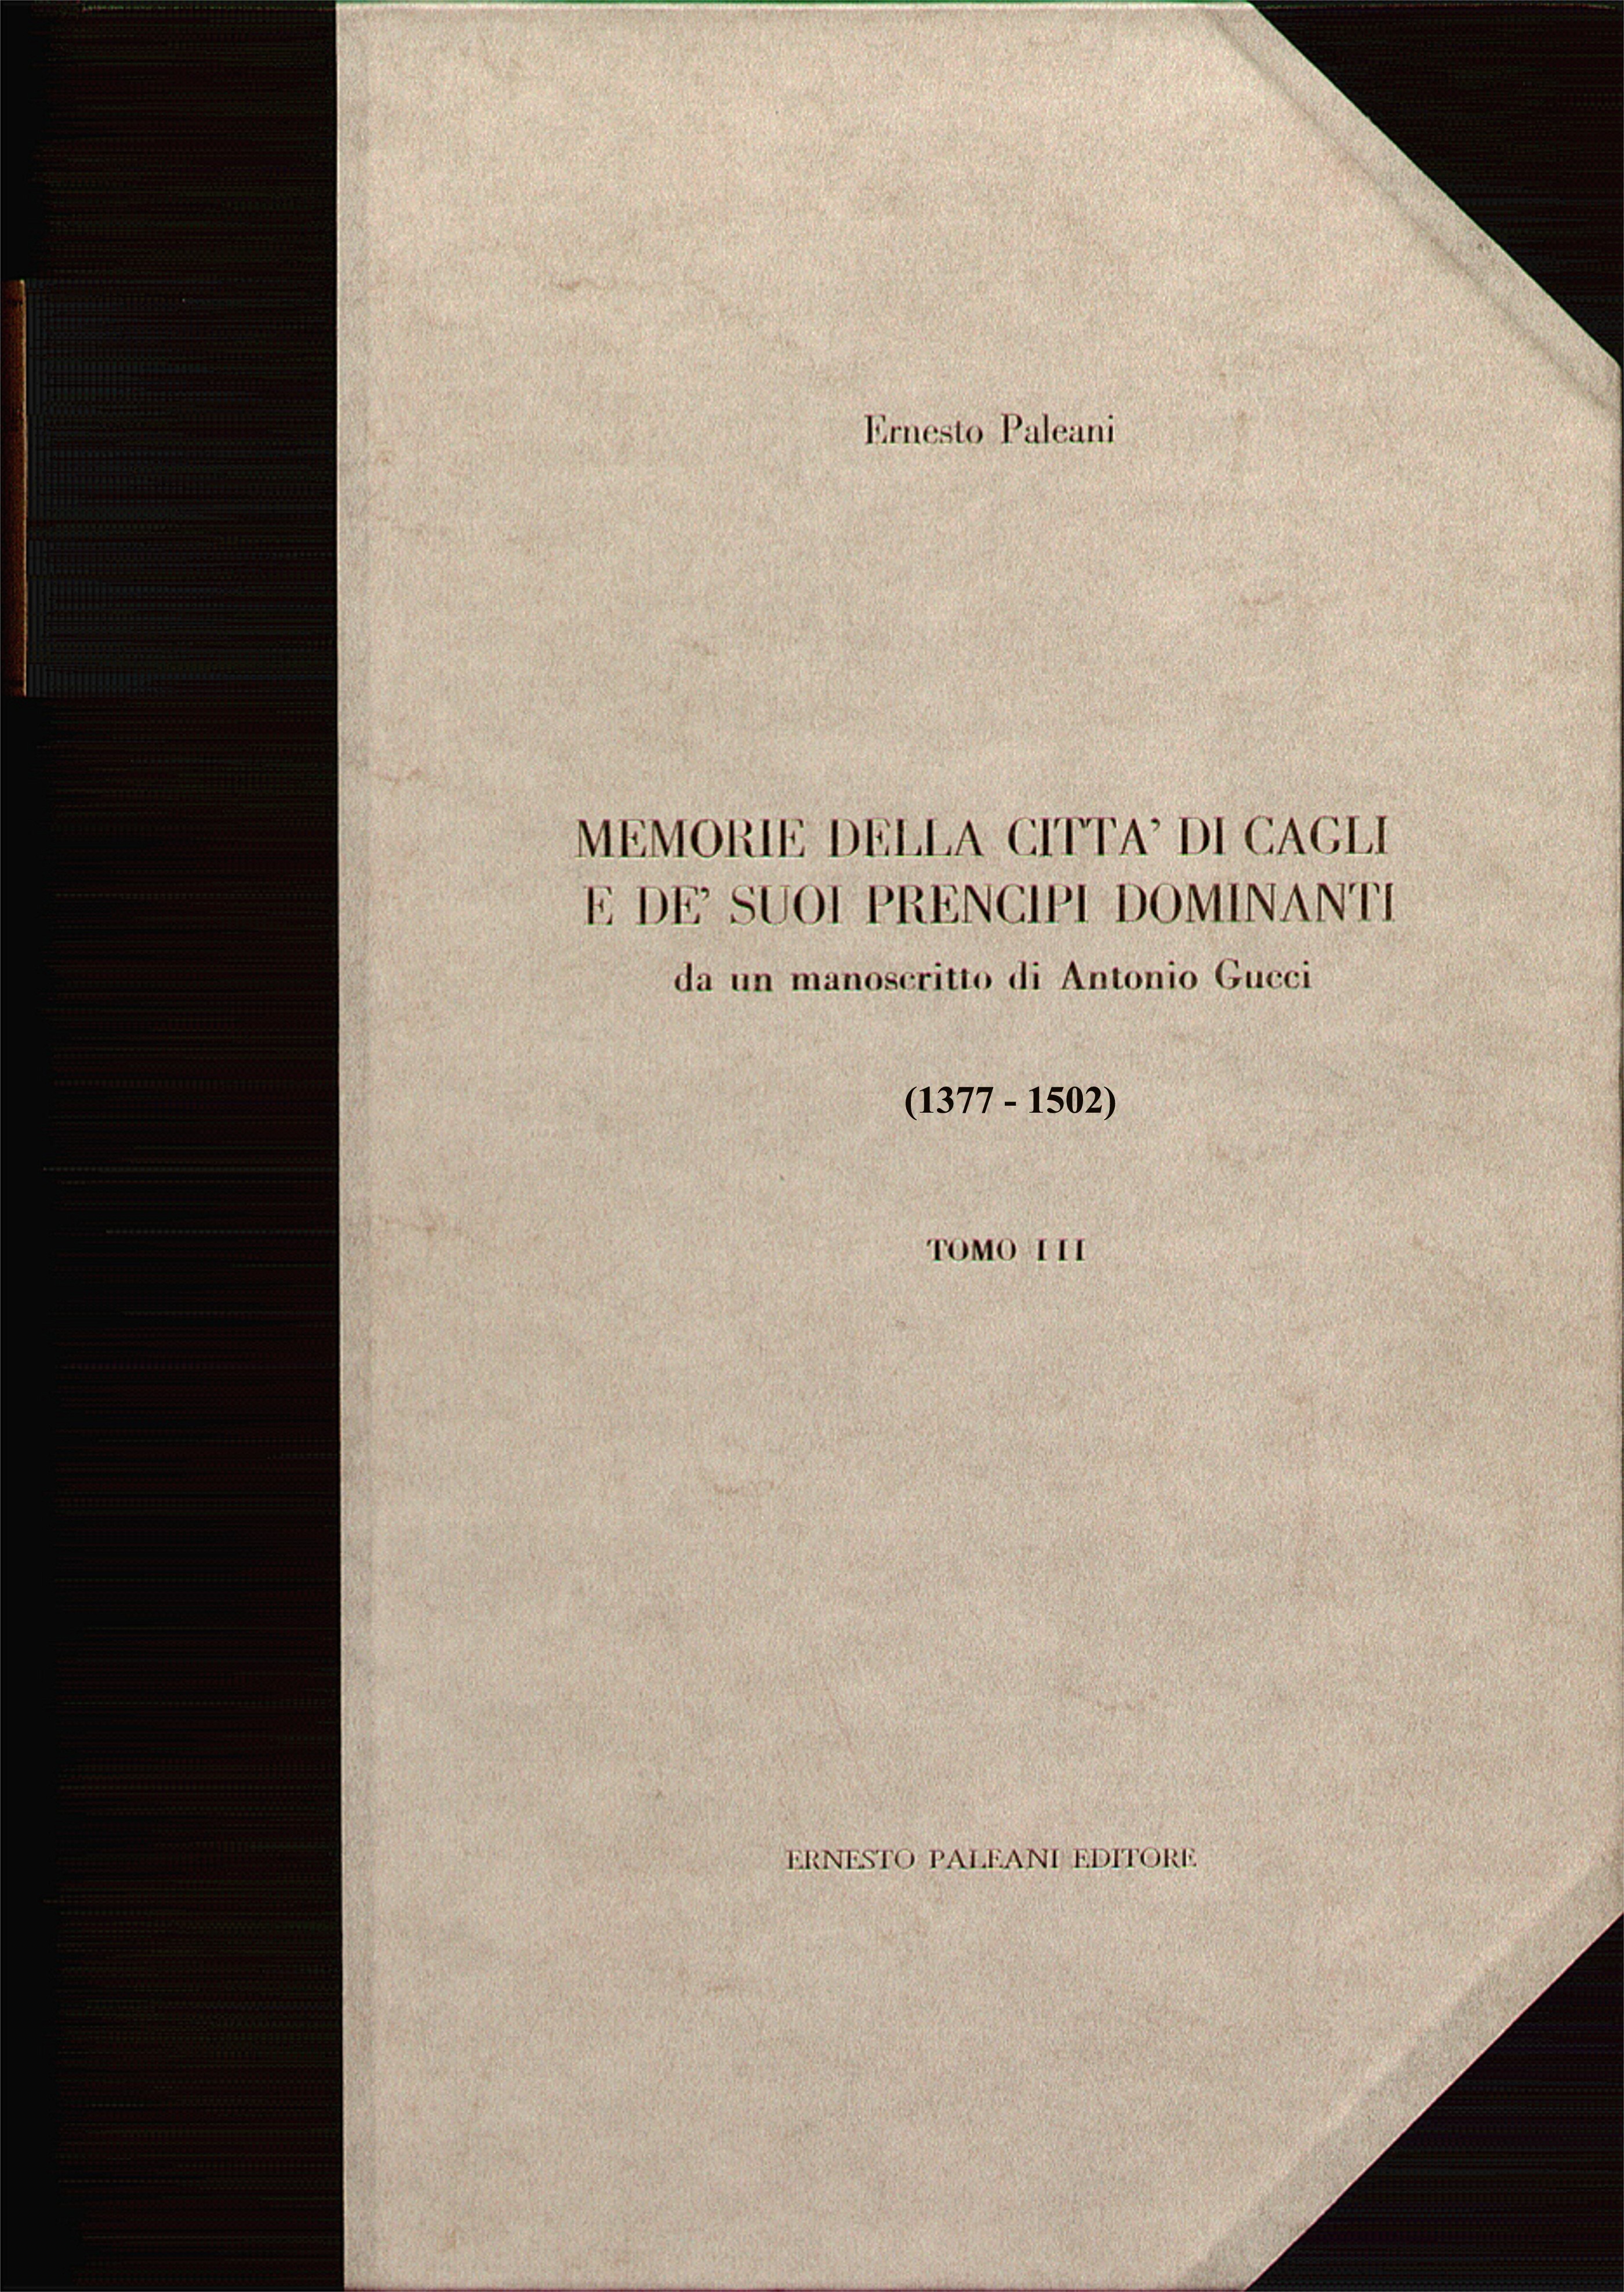 Ernesto Paleani
MEMORIE DELLA CITTA’ DI CAGLI
E DE’ SUOI PRENCIPI DOMINANTI
da un manoscritto di Antonio Gucci
(1377 - 1502)
TOMO III
ERNESTO PALEANI EDITORE